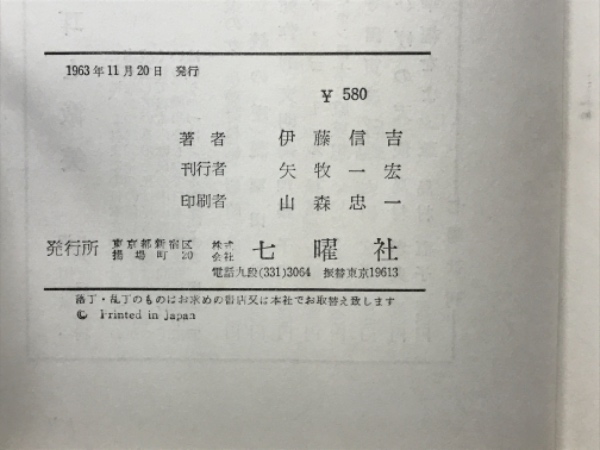 1963年11月20日 発行
¥ 580
著者 伊藤信吉
刊行者 矢牧一宏
印刷者 山森忠一
発行所 東京都新宿区揚場町20 株式会社 七曜社
電話九段(331)3064 振替東京19613
落丁・乱丁のものはお求めの書店又は本社でお取替え致します
© Printed in Japan